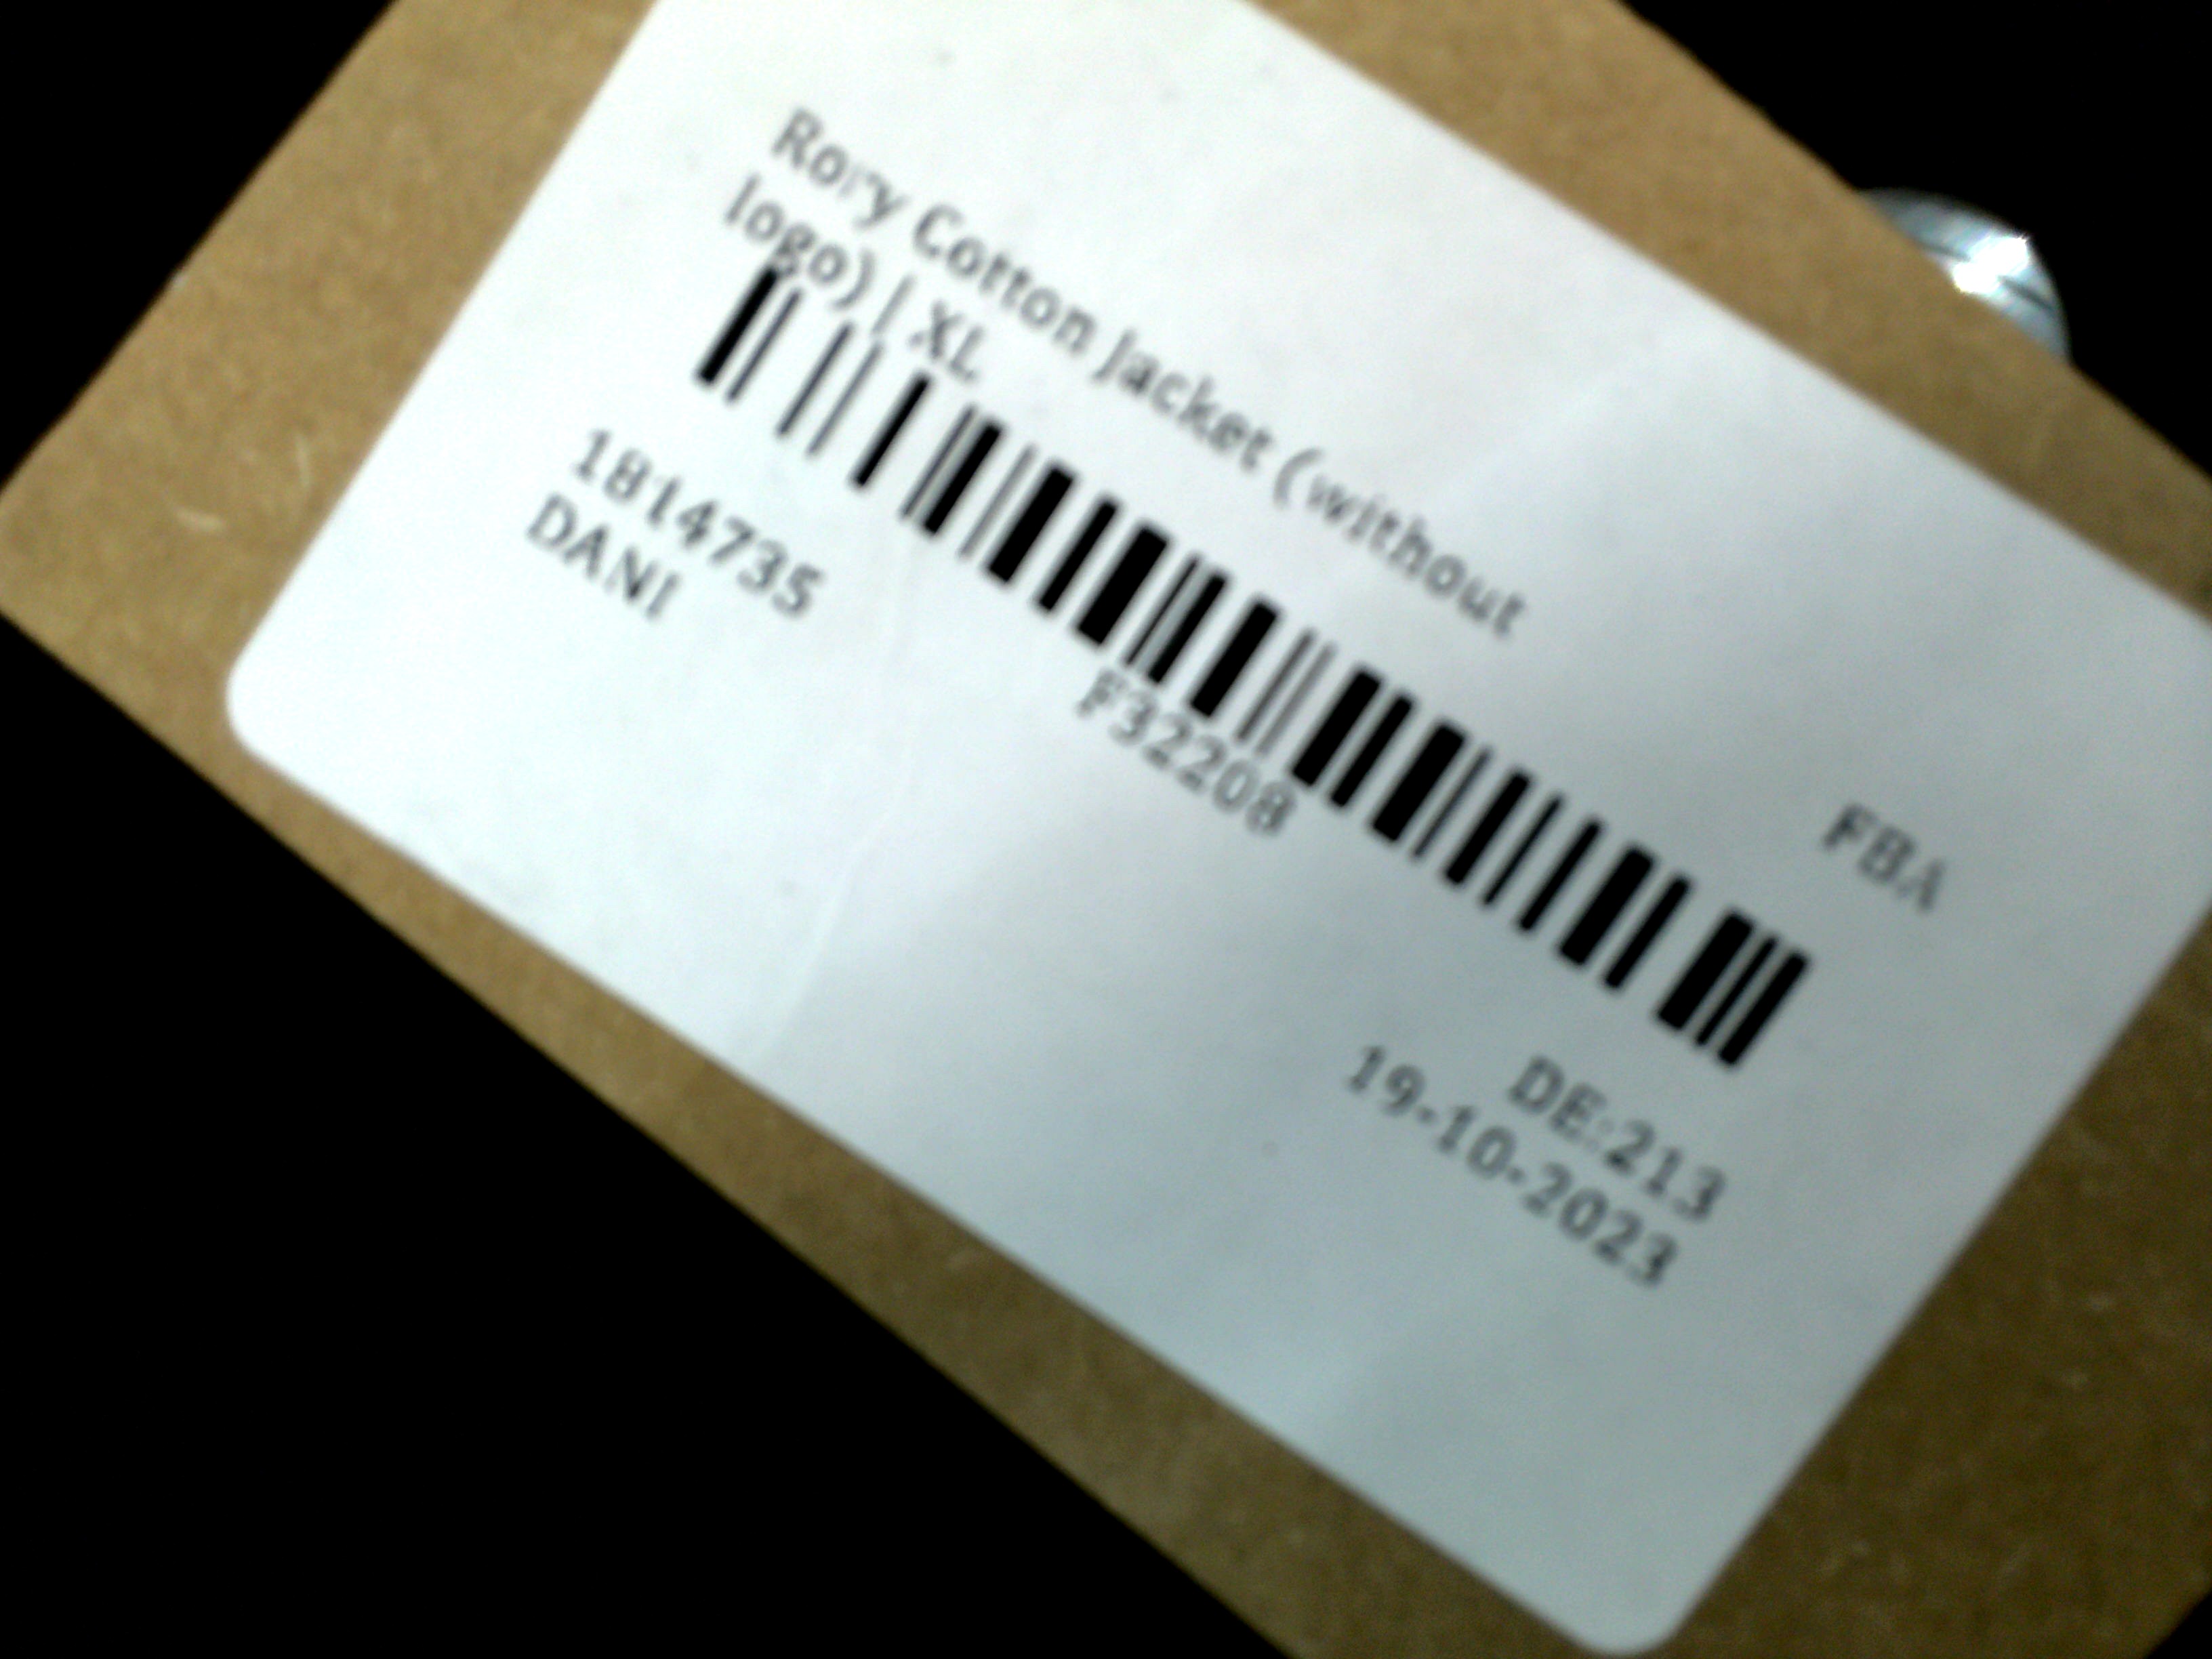 Rory Cotton Jacket (without
logo) | XL
FBA
F32208
1814735
DANI
DE:213
19-10-2023